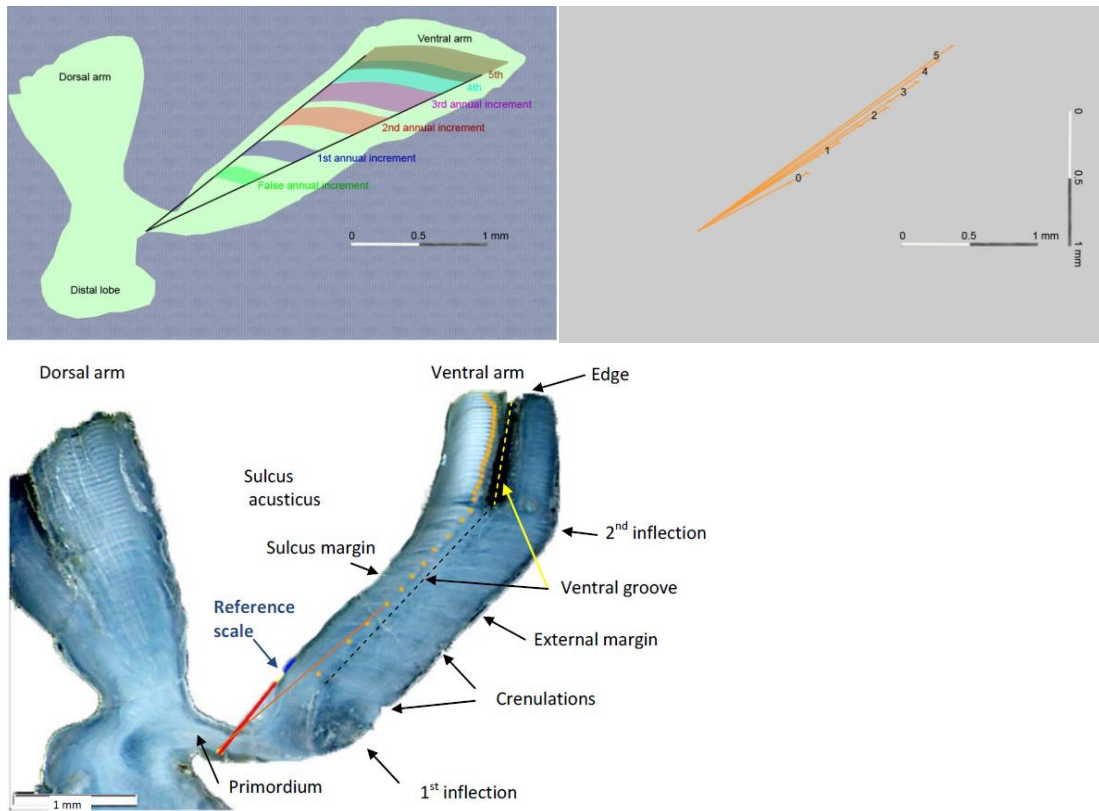 Ventral arm
Dorsal arm
5th
4th
3rd annual increment
2nd annual increment
1st annual increment
False annual increment
0 0.5 1 mm
Distal lobe
5
4
3
2
1
0
0
0.5
1 mm
0 0.5 1 mm
Dorsal arm
Ventral arm
Edge
Sulcus
acusticus
2nd inflection
Sulcus margin
Ventral groove
Reference
scale
External margin
Crenulations
Primordium
1st inflection
1 mm